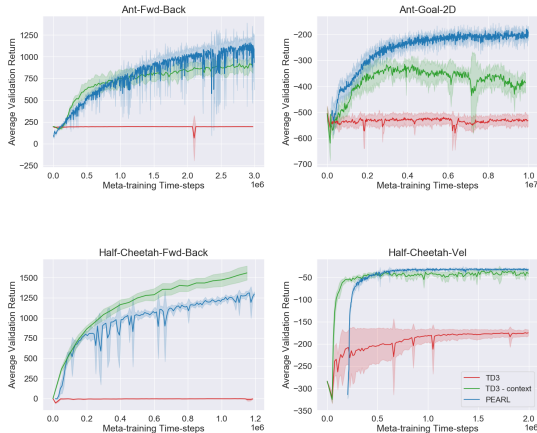 Ant-Fwd-Back
Average Validation Return
1250
1000
750
500
250
0
−250
0.0 0.5 1.0 1.5 2.0 2.5 3.0
Meta-training Time-steps 1e6
Ant-Goal-2D
Average Validation Return
−200
−300
−400
−500
−600
−700
0.0 0.2 0.4 0.6 0.8 1.0
Meta-training Time-steps 1e7
Half-Cheetah-Fwd-Back
Average Validation Return
1500
1250
1000
750
500
250
0
0.0 0.2 0.4 0.6 0.8 1.0 1.2
Meta-training Time-steps 1e6
Half-Cheetah-Vel
Average Validation Return
−50
−100
−150
−200
−250
−300
−350
0.0 0.5 1.0 1.5 2.0
Meta-training Time-steps 1e6
TD3
TD3 - context
PEARL